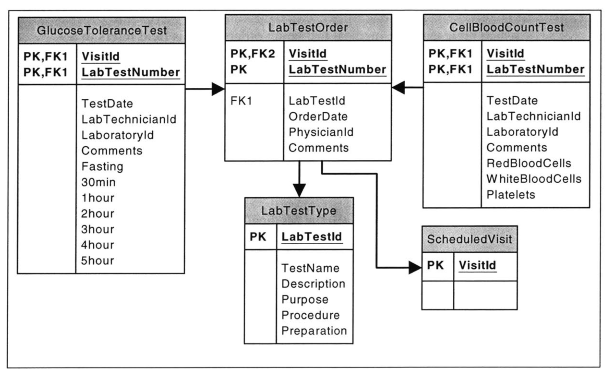 GlucoseToleranceTest
PK,FK1 VisitId
PK,FK1 LabTestNumber
TestDate
LabTechnicianId
LaboratoryId
Comments
Fasting
30min
1hour
2hour
3hour
4hour
5hour
LabTestOrder
PK,FK2 VisitId
PK LabTestNumber
FK1 LabTestId
OrderDate
PhysicianId
Comments
CellBloodCountTest
PK,FK1 VisitId
PK,FK1 LabTestNumber
TestDate
LabTechnicianId
LaboratoryId
Comments
RedBloodCells
WhiteBloodCells
Platelets
LabTestType
PK LabTestId
TestName
Description
Purpose
Procedure
Preparation
ScheduledVisit
PK VisitId